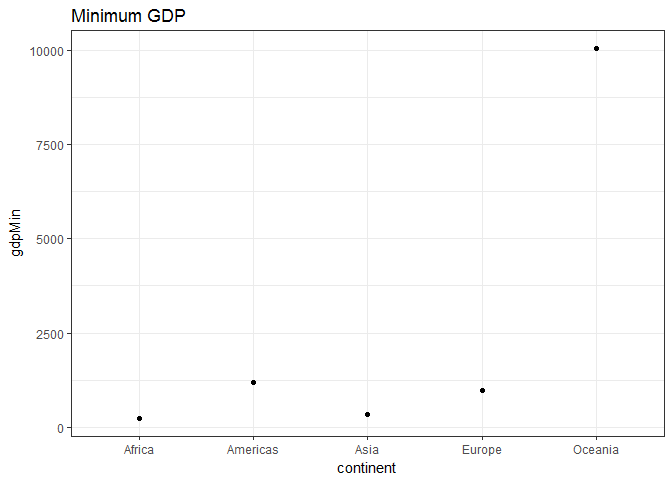 Minimum GDP
gdpMin
10000
7500
5000
2500
0
Africa Americas Asia Europe Oceania
continent